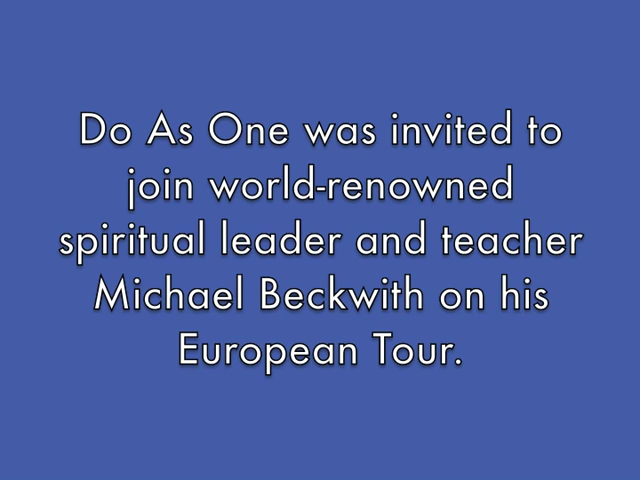 Do As One was invited to
join world-renowned
spiritual leader and teacher
Michael Beckwith on his
European Tour.